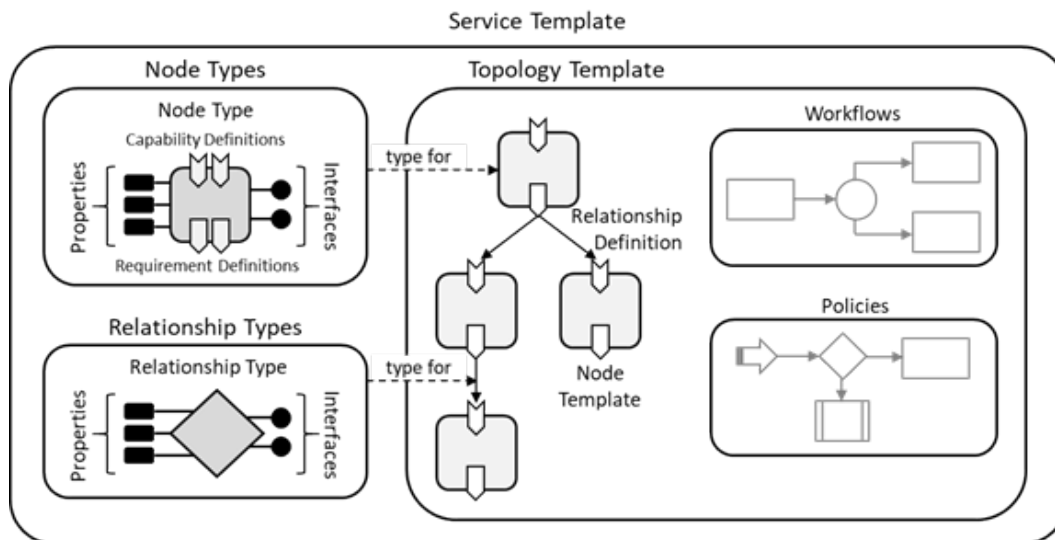 Service Template
Node Types
Node Type
Capability Definitions
Properties
Interfaces
Requirement Definitions
Relationship Types
Relationship Type
Properties
Interfaces
type for
type for
Topology Template
Relationship
Definition
Node
Template
Workflows
Policies